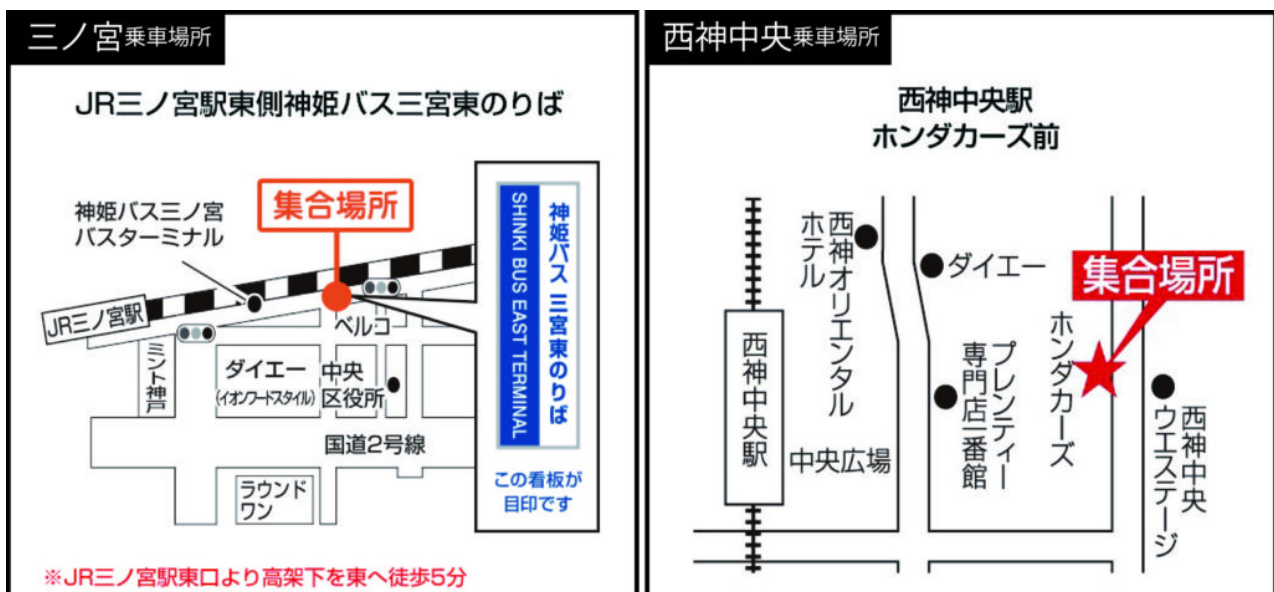 三ノ宮乗車場所
JR三ノ宮駅東側神姫バス三宮東のりば
神姫バス三ノ宮
バスターミナル
集合場所
JR三ノ宮駅
ミント神戸
ベルコ
ダイエー
(イオンフードスタイル)
中央
区役所
国道2号線
ラウンド
ワン
神姫バス 三宮東のりば
SHINKI BUS EAST TERMINAL
この看板が
目印です
※JR三ノ宮駅東口より高架下を東へ徒歩5分
西神中央乗車場所
西神中央駅
ホンダカーズ前
西神オリエンタル
ホテル
ダイエー
集合場所
西神中央駅
中央広場
プレンティー
専門店一番館
ホンダカーズ
西神中央
ウエステージ